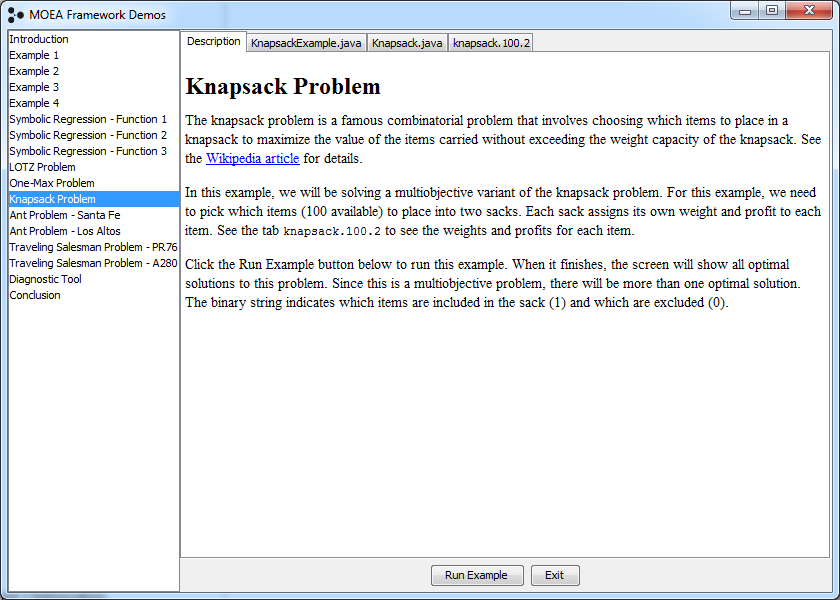 MOEA Framework Demos
Introduction
Example 1
Example 2
Example 3
Example 4
Symbolic Regression - Function 1
Symbolic Regression - Function 2
Symbolic Regression - Function 3
LOTZ Problem
One-Max Problem
Knapsack Problem
Ant Problem - Santa Fe
Ant Problem - Los Altos
Traveling Salesman Problem - PR76
Traveling Salesman Problem - A280
Diagnostic Tool
Conclusion
Description KnapsackExample.java Knapsack.java knapsack.100.2
Knapsack Problem
The knapsack problem is a famous combinatorial problem that involves choosing which items to place in a
knapsack to maximize the value of the items carried without exceeding the weight capacity of the knapsack. See
the Wikipedia article for details.
In this example, we will be solving a multiobjective variant of the knapsack problem. For this example, we need
to pick which items (100 available) to place into two sacks. Each sack assigns its own weight and profit to each
item. See the tab knapsack.100.2 to see the weights and profits for each item.
Click the Run Example button below to run this example. When it finishes, the screen will show all optimal
solutions to this problem. Since this is a multiobjective problem, there will be more than one optimal solution.
The binary string indicates which items are included in the sack (1) and which are excluded (0).
Run Example Exit